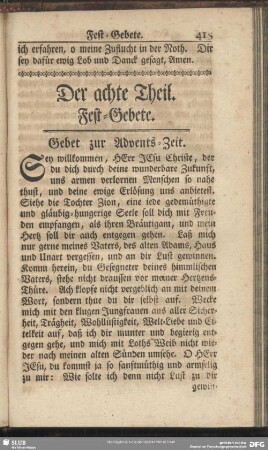 Fest-Gebete. 415
ich erfahren, o meine Zuflucht in der Noth. Dir
sey dafür ewig Lob und Danck gesagt, Amen.
Der achte Theil.
Fest-Gebete.
Gebet zur Advents-Zeit.
Sey willkommen, HErr JEsu Christe, der
du dich durch deine wunderbare Zukunft,
uns armen verlornen Menschen so nahe
thust, und deine ewige Erlösung uns anbietest.
Siehe die Tochter Zion, eine iede gedemüthigte
und gläubig-hungerige Seele soll dich mit Freu-
den empfangen, als ihren Bräutigam, und mein
Hertz soll dir auch entgegen gehen. Laß mich
nur gerne meines Vaters, des alten Adams, Haus
und Unart vergessen, und an dir Lust gewinnen.
Komm herein, du Gesegneter deines himmlischen
Vaters, stehe nicht draussen vor meiner Hertzens-
Thüre. Ach klopfe nicht vergeblich an mit deinem
Wort, sondern thue du dir selbst auf. Wecke
mich mit den klugen Jungfrauen aus aller Sicher-
heit, Trägheit, Wohllüstigkeit, Welt-Liebe und Ei-
telkeit auf, daß ich dir munter und begierig ent-
gegen gehe, und mich mit Loths Weib nicht wie-
der nach meinen alten Sünden umsehe. O HErr
JEsu, du kommst ja so sanftmüthig und armselig
zu mir: Wie solte ich denn nicht Lust zu dir
gewin-
SLUB